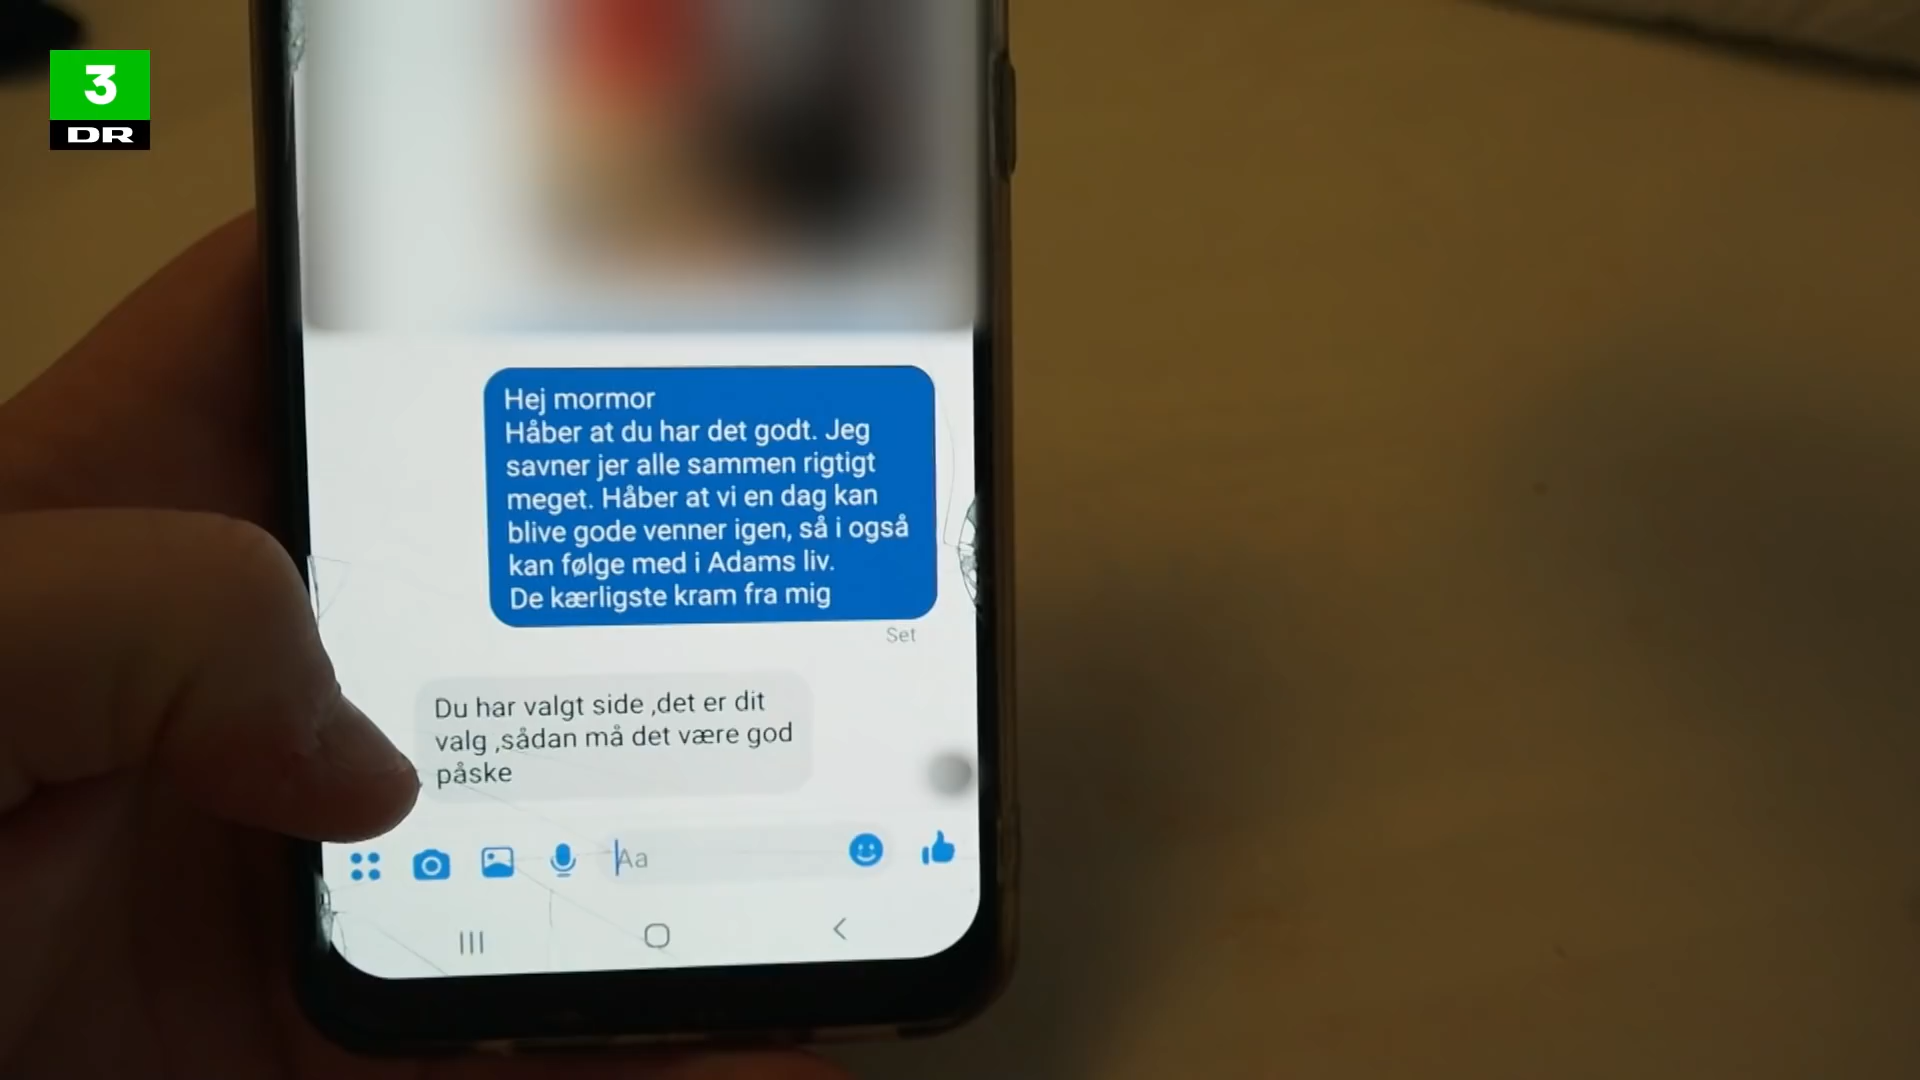 3
DR
Hej mormor
Håber at du har det godt. Jeg
savner jer alle sammen rigtigt
meget. Håber at vi en dag kan
blive gode venner igen, så i også
kan følge med i Adams liv.
De kærligste kram fra mig
Set
Du har valgt side ,det er dit
valg ,sådan må det være god
påske
Aa